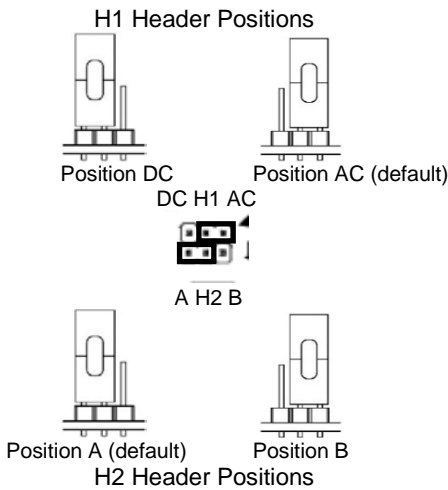 H1 Header Positions
Position DC
Position AC (default)
DC H1 AC
A H2 B
Position A (default)
Position B
H2 Header Positions